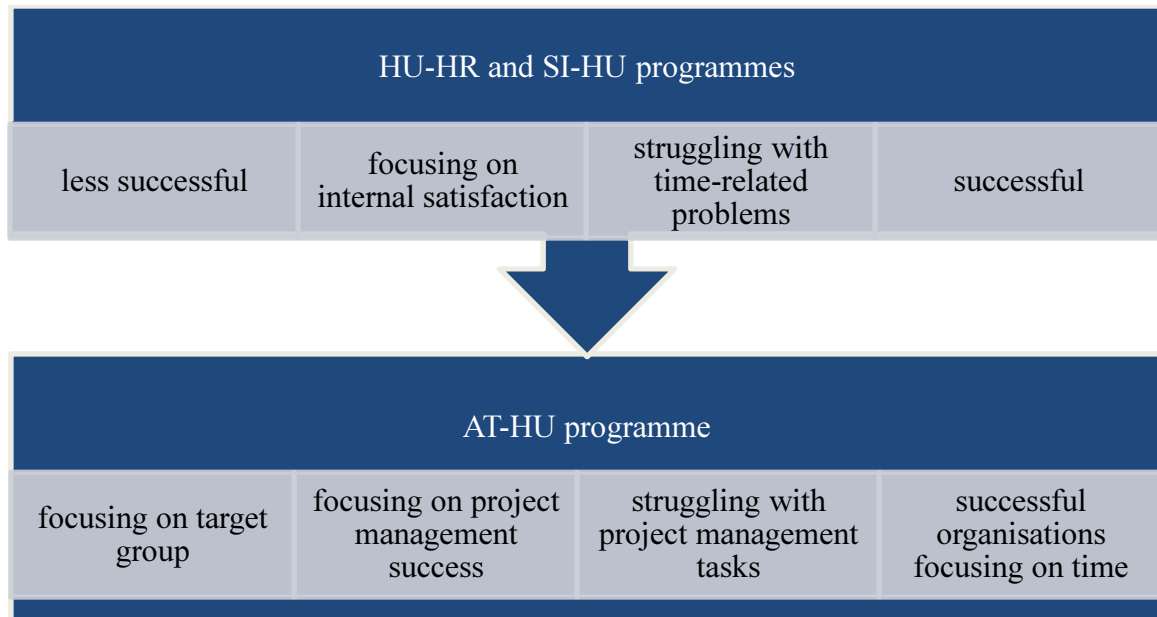 HU-HR and SI-HU programmes
less successful
focusing on
internal satisfaction
struggling with
time-related
problems
successful
AT-HU programme
focusing on target
group
focusing on project
management
success
struggling with
project management
tasks
successful
organisations
focusing on time